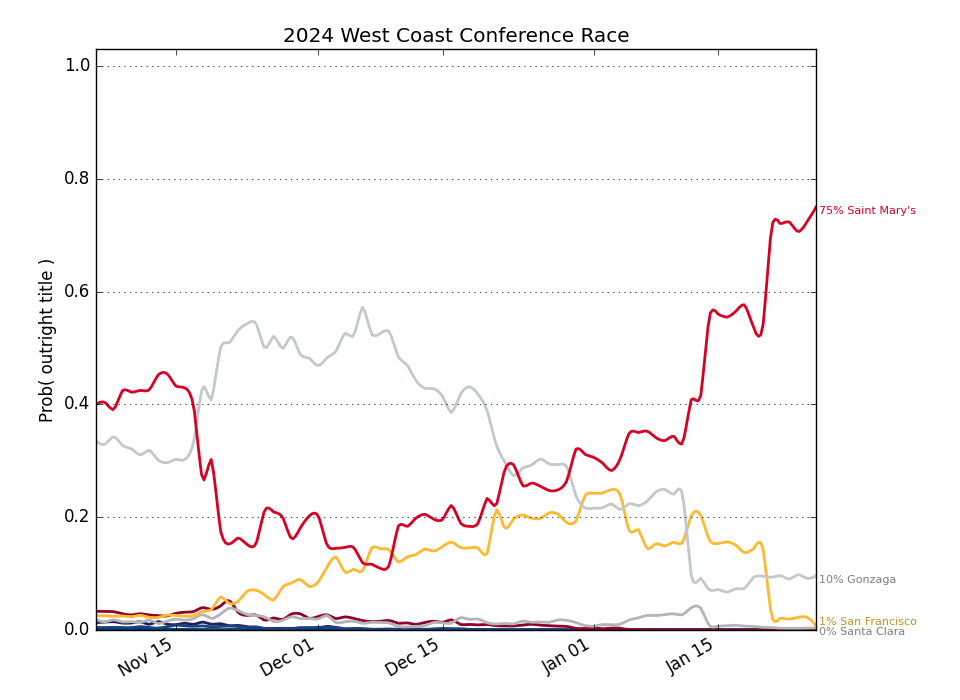 2024 West Coast Conference Race
Prob( outright title )
1.0
0.8
0.6
0.4
0.2
0.0
75% Saint Mary's
10% Gonzaga
1% San Francisco
0% Santa Clara
Nov 15
Dec 01
Dec 15
Jan 01
Jan 15